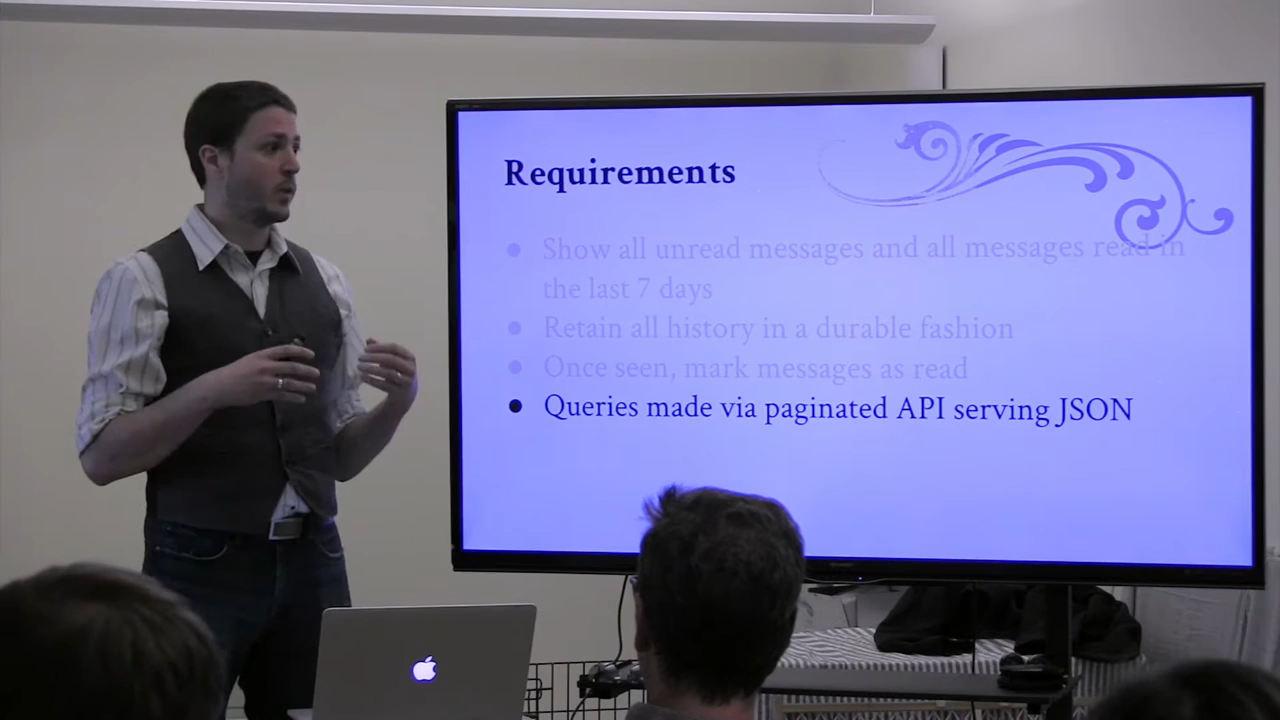 Requirements
• Show all unread messages and all messages read in
the last 7 days
• Retain all history in a durable fashion
• Once seen, mark messages as read
• Queries made via paginated API serving JSON